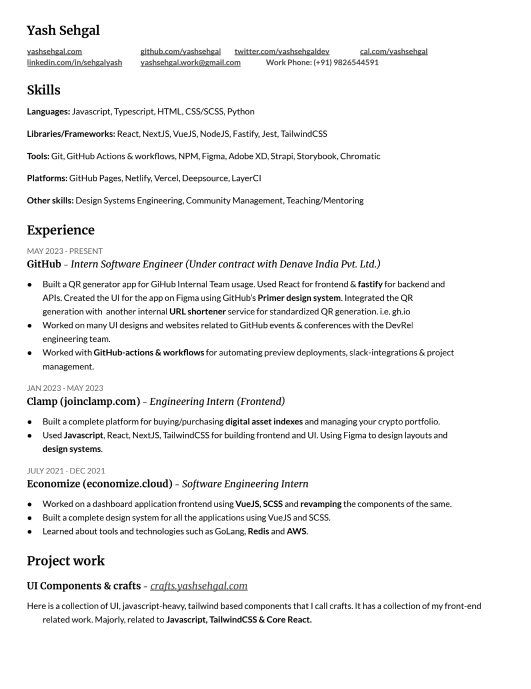 Yash Sehgal
yashsehgal.com github.com/yashsehgal twitter.com/yashsehgaldev cal.com/yashsehgal
linkedin.com/in/sehgalyash yashsehgal.work@gmail.com Work Phone: (+91) 9826544591
Skills
Languages: Javascript, Typescript, HTML, CSS/SCSS, Python
Libraries/Frameworks: React, NextJS, VueJS, NodeJS, Fastify, Jest, TailwindCSS
Tools: Git, GitHub Actions & workflows, NPM, Figma, Adobe XD, Strapi, Storybook, Chromatic
Platforms: GitHub Pages, Netlify, Vercel, Deepsource, LayerCI
Other skills: Design Systems Engineering, Community Management, Teaching/Mentoring
Experience
MAY 2023 - PRESENT
GitHub - Intern Software Engineer (Under contract with Denave India Pvt. Ltd.)
● Built a QR generator app for GiHub Internal Team usage. Used React for frontend & fastify for backend and
APIs. Created the UI for the app on Figma using GitHub's Primer design system. Integrated the QR
generation with another internal URL shortener service for standardized QR generation. i.e. gh.io
● Worked on many UI designs and websites related to GitHub events & conferences with the DevRel
engineering team.
● Worked with GitHub-actions & workflows for automating preview deployments, slack-integrations & project
management.
JAN 2023 - MAY 2023
Clamp (joinclamp.com) - Engineering Intern (Frontend)
● Built a complete platform for buying/purchasing digital asset indexes and managing your crypto portfolio.
● Used Javascript, React, NextJS, TailwindCSS for building frontend and UI. Using Figma to design layouts and
design systems.
JULY 2021 - DEC 2021
Economize (economize.cloud) - Software Engineering Intern
● Worked on a dashboard application frontend using VueJS, SCSS and revamping the components of the same.
● Built a complete design system for all the applications using VueJS and SCSS.
● Learned about tools and technologies such as GoLang, Redis and AWS.
Project work
UI Components & crafts - crafts.yashsehgal.com
Here is a collection of UI, javascript-heavy, tailwind based components that I call crafts. It has a collection of my front-end
related work. Majorly, related to Javascript, TailwindCSS & Core React.